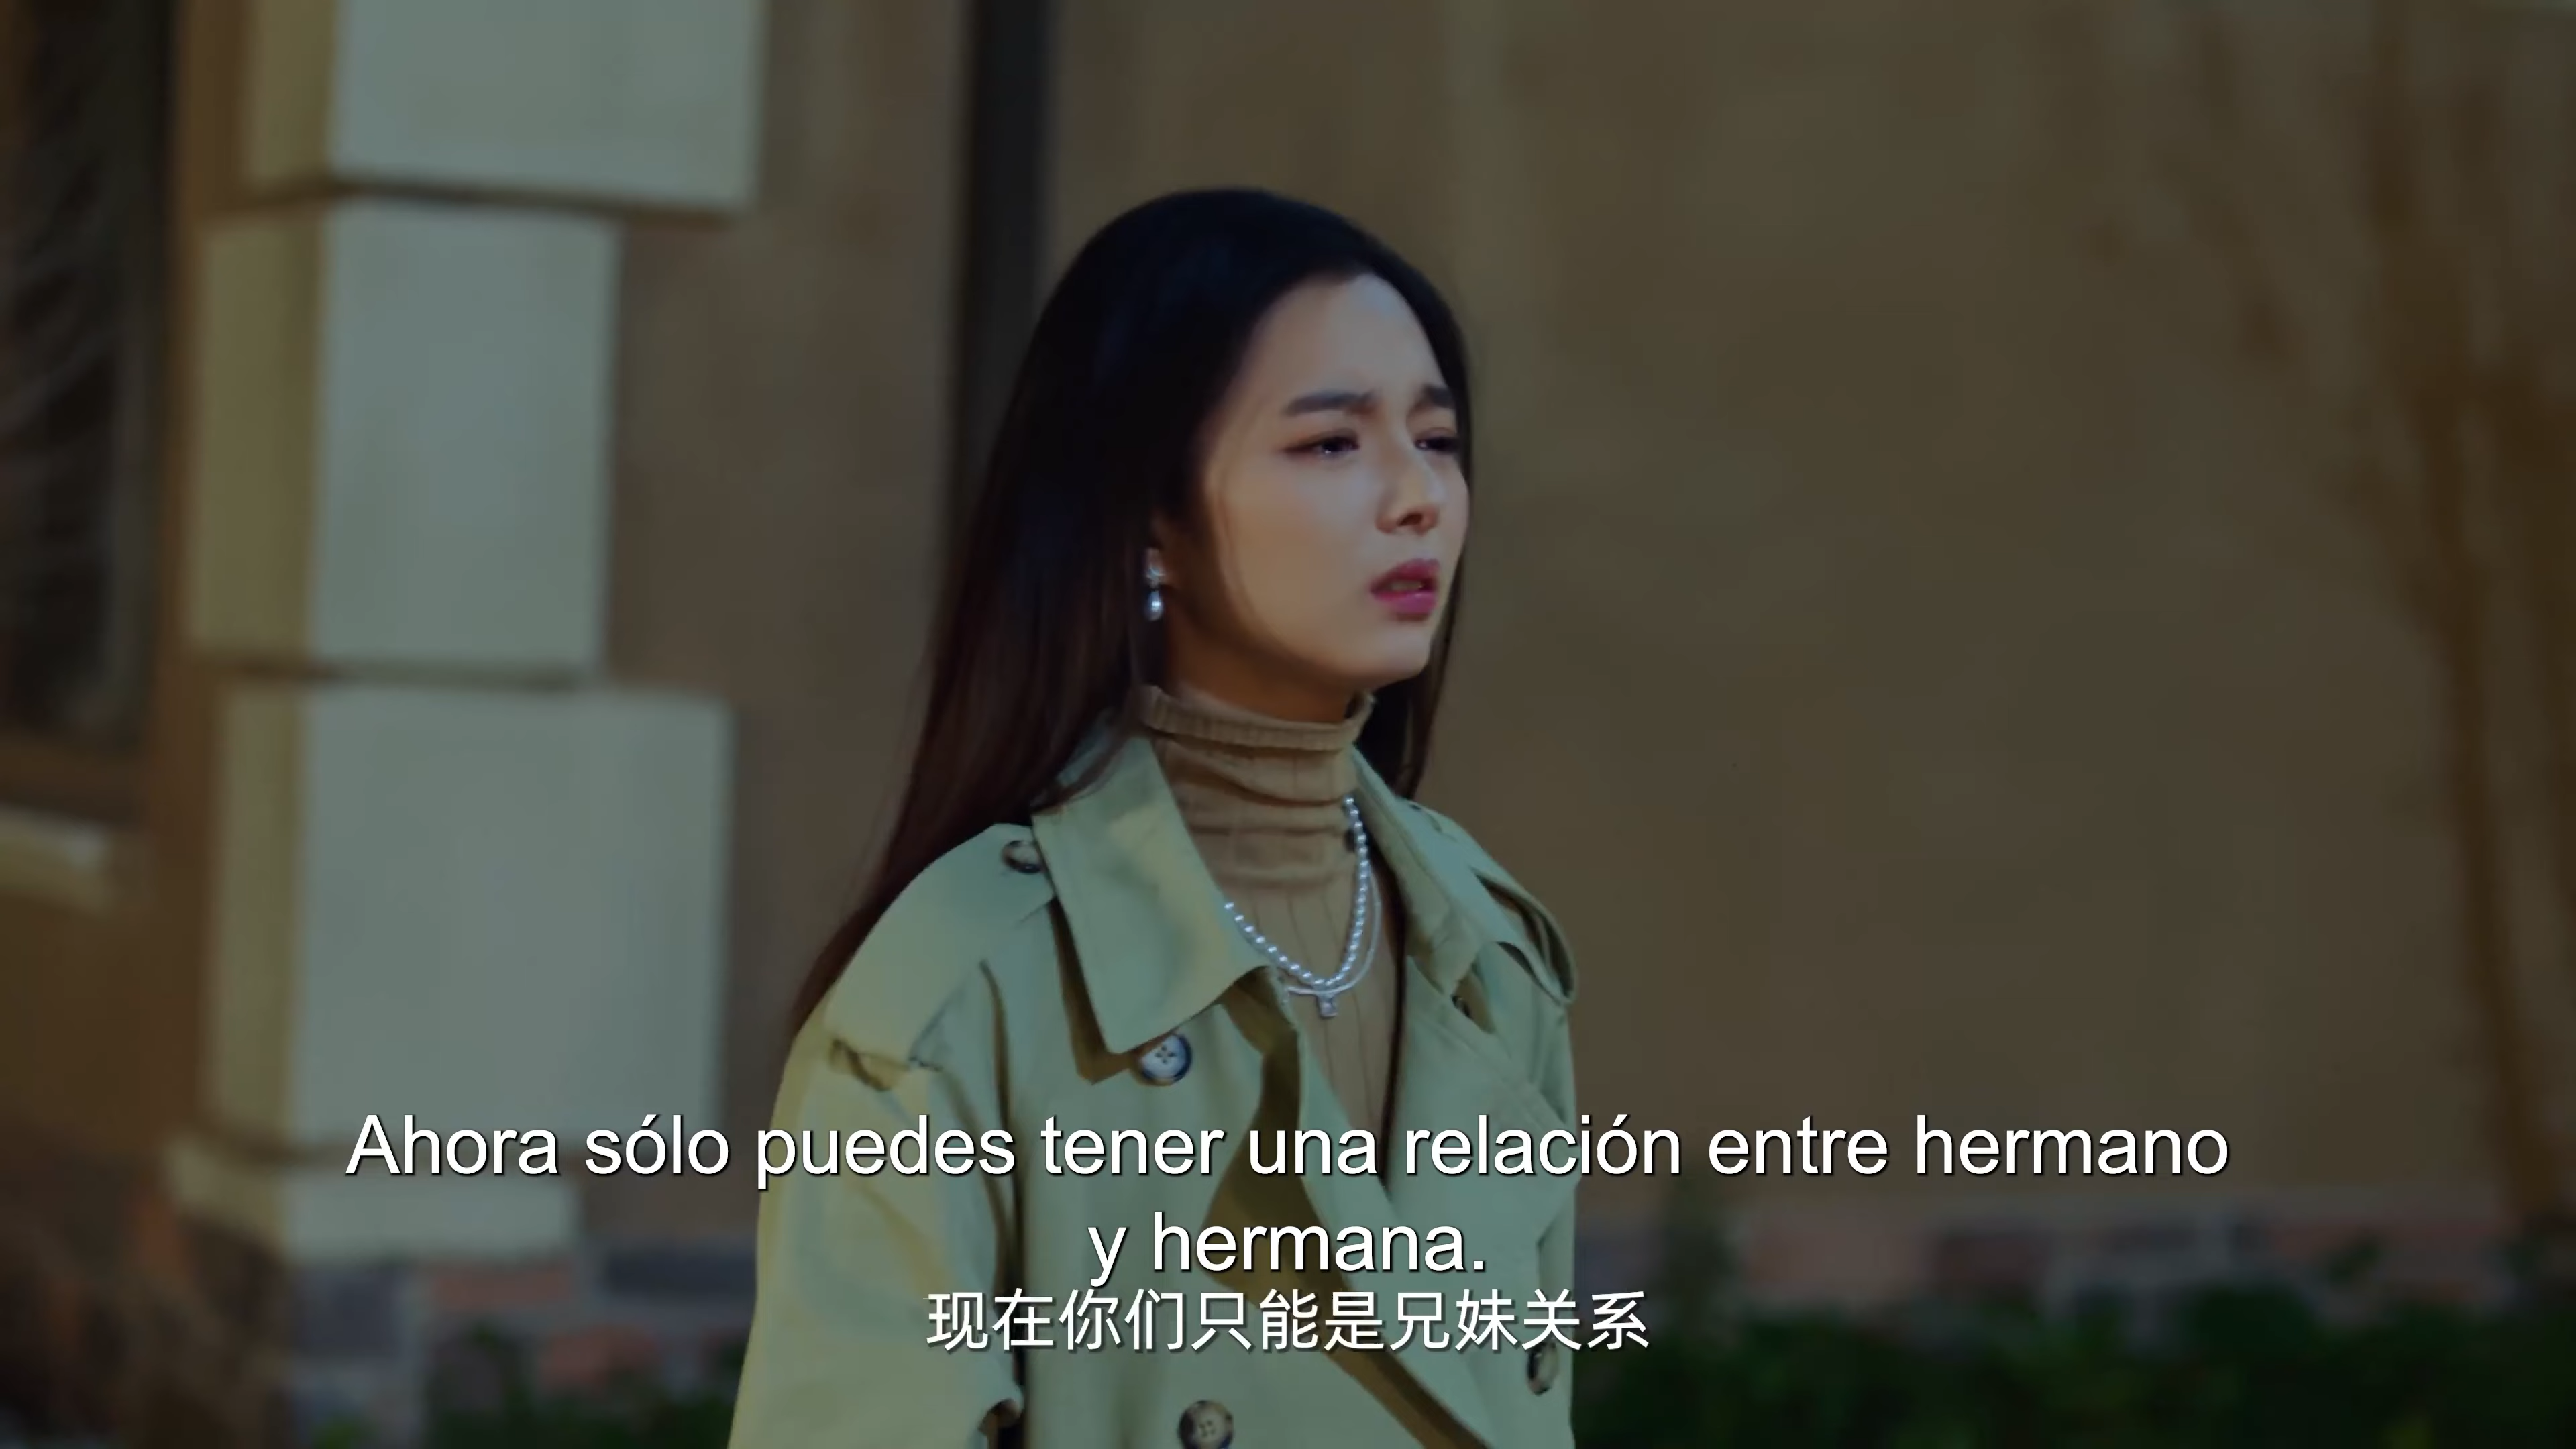 Ahora sólo puedes tener una relación entre hermano
y hermana.
现在你们只能是兄妹关系